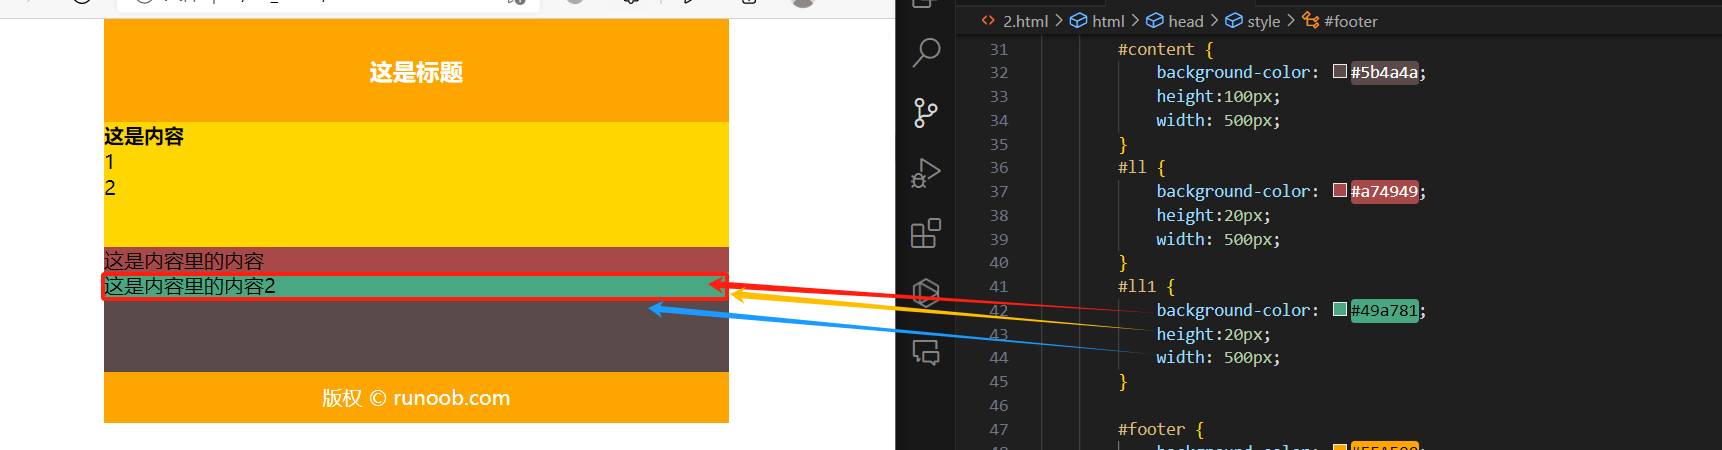 这是标题
这是内容
1
2
这是内容里的内容
这是内容里的内容2
版权 © runoob.com
2.html > html > head > style > #footer
31 #content {
32 background-color: #5b4a4a;
33 height:100px;
34 width: 500px;
35 }
36 #ll {
37 background-color: #a74949;
38 height:20px;
39 width: 500px;
40 }
41 #ll1 {
42 background-color: #49a781;
43 height:20px;
44 width: 500px;
45 }
46
47 #footer {